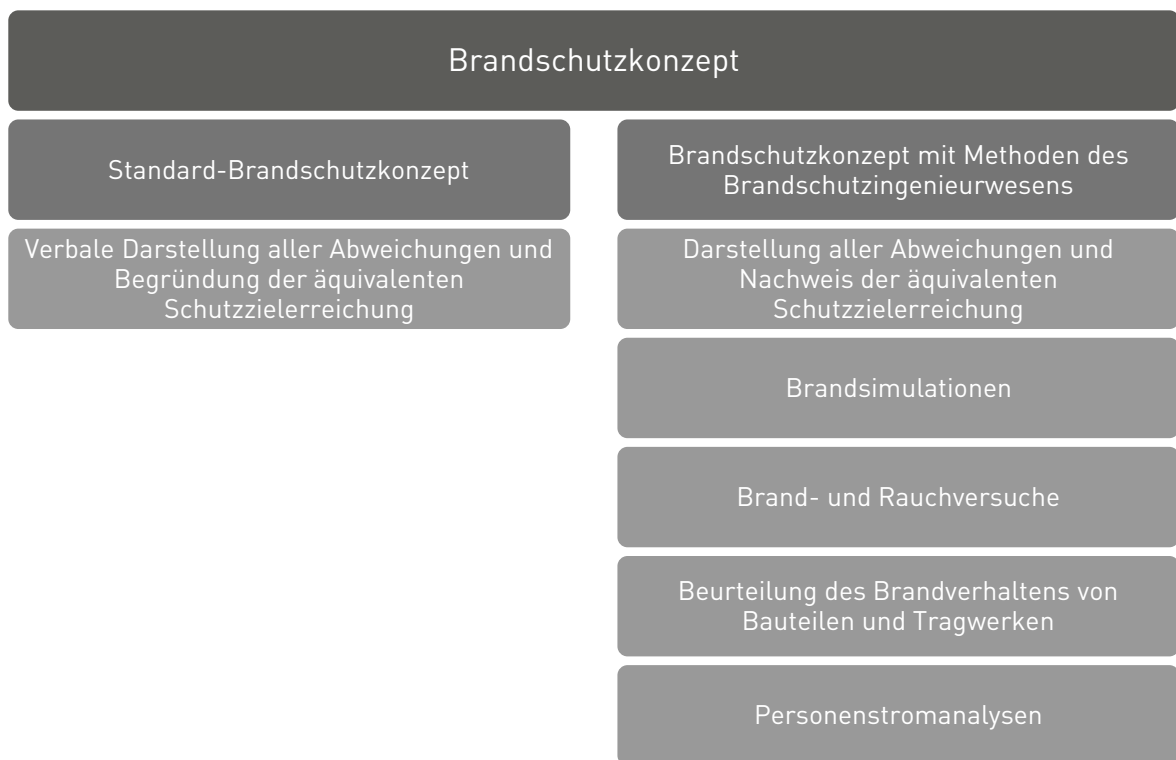 Brandschutzkonzept
Standard-Brandschutzkonzept
Verbale Darstellung aller Abweichungen und
Begründung der äquivalenten
Schutzzielerreichung
Brandschutzkonzept mit Methoden des
Brandschutzingenieurwesens
Darstellung aller Abweichungen und
Nachweis der äquivalenten
Schutzzielerreichung
Brandsimulationen
Brand- und Rauchversuche
Beurteilung des Brandverhaltens von
Bauteilen und Tragwerken
Personenstromanalysen